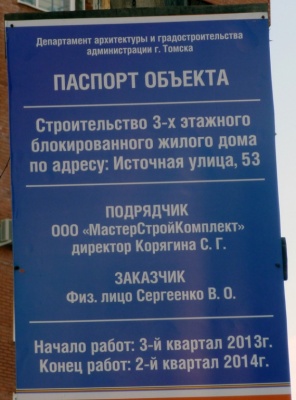 Департамент архитектуры и градостроительства
администрации г. Томска
ПАСПОРТ ОБЪЕКТА
Строительство 3-х этажного
блокированного жилого дома
по адресу: Источная улица, 53
ПОДРЯДЧИК
ООО «МастерСтройКомплект»
директор Корягина С. Г.
ЗАКАЗЧИК
Физ. лицо Сергеенко В. О.
Начало работ: 3-й квартал 2013г.
Конец работ: 2-й квартал 2014г.